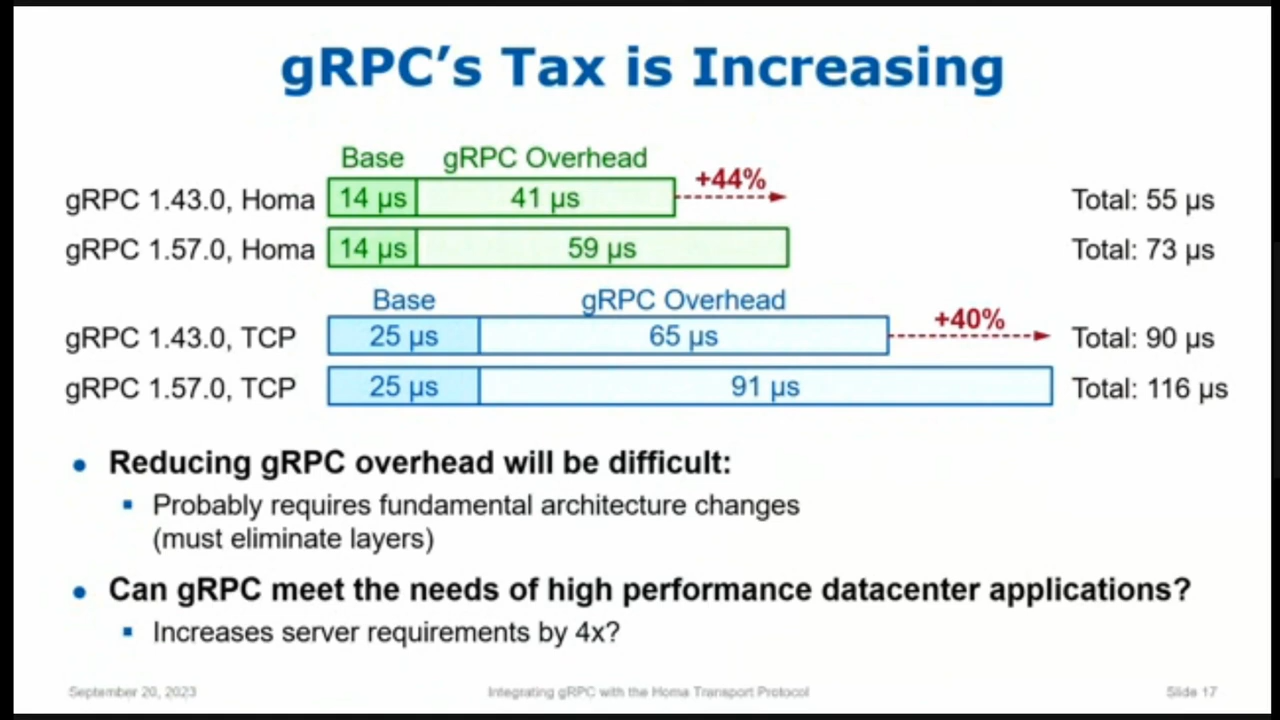 gRPC’s Tax is Increasing
Base gRPC Overhead
+44%
gRPC 1.43.0, Homa 14 µs 41 µs Total: 55 µs
gRPC 1.57.0, Homa 14 µs 59 µs Total: 73 µs
Base gRPC Overhead
+40%
gRPC 1.43.0, TCP 25 µs 65 µs Total: 90 µs
gRPC 1.57.0, TCP 25 µs 91 µs Total: 116 µs
• Reducing gRPC overhead will be difficult:
▪ Probably requires fundamental architecture changes
(must eliminate layers)
• Can gRPC meet the needs of high performance datacenter applications?
▪ Increases server requirements by 4x?
September 20, 2023 Integrating gRPC with the Homa Transport Protocol Slide 17